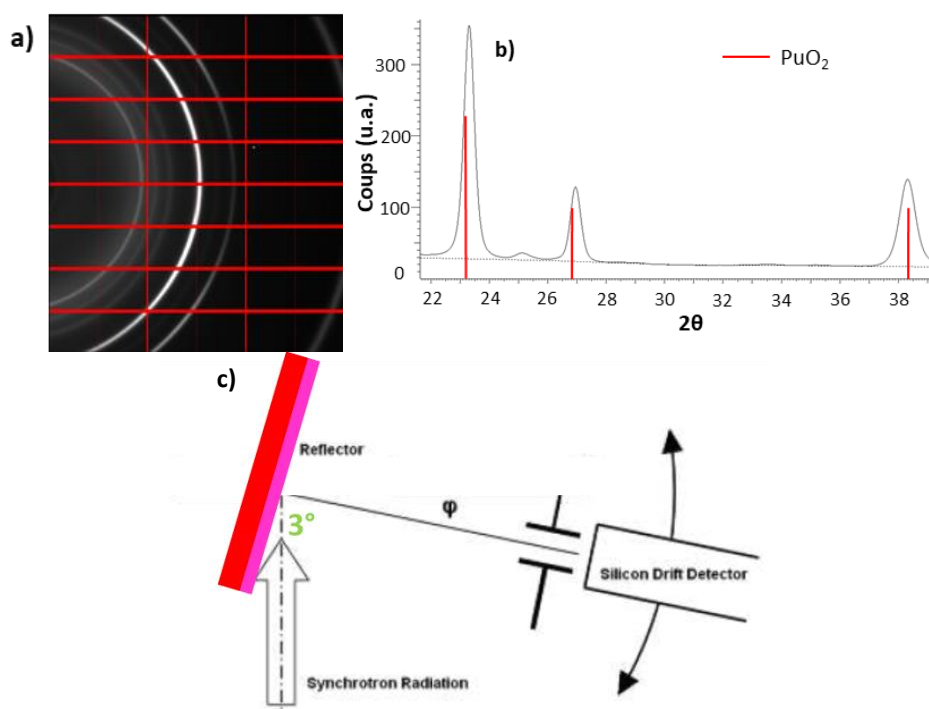 a)
b)
PuO₂
Coups (u.a.)
300
200
100
0
22 24 26 28 30 32 34 36 38
2θ
c)
Reflector
3°
φ
Silicon Drift Detector
Synchrotron Radiation